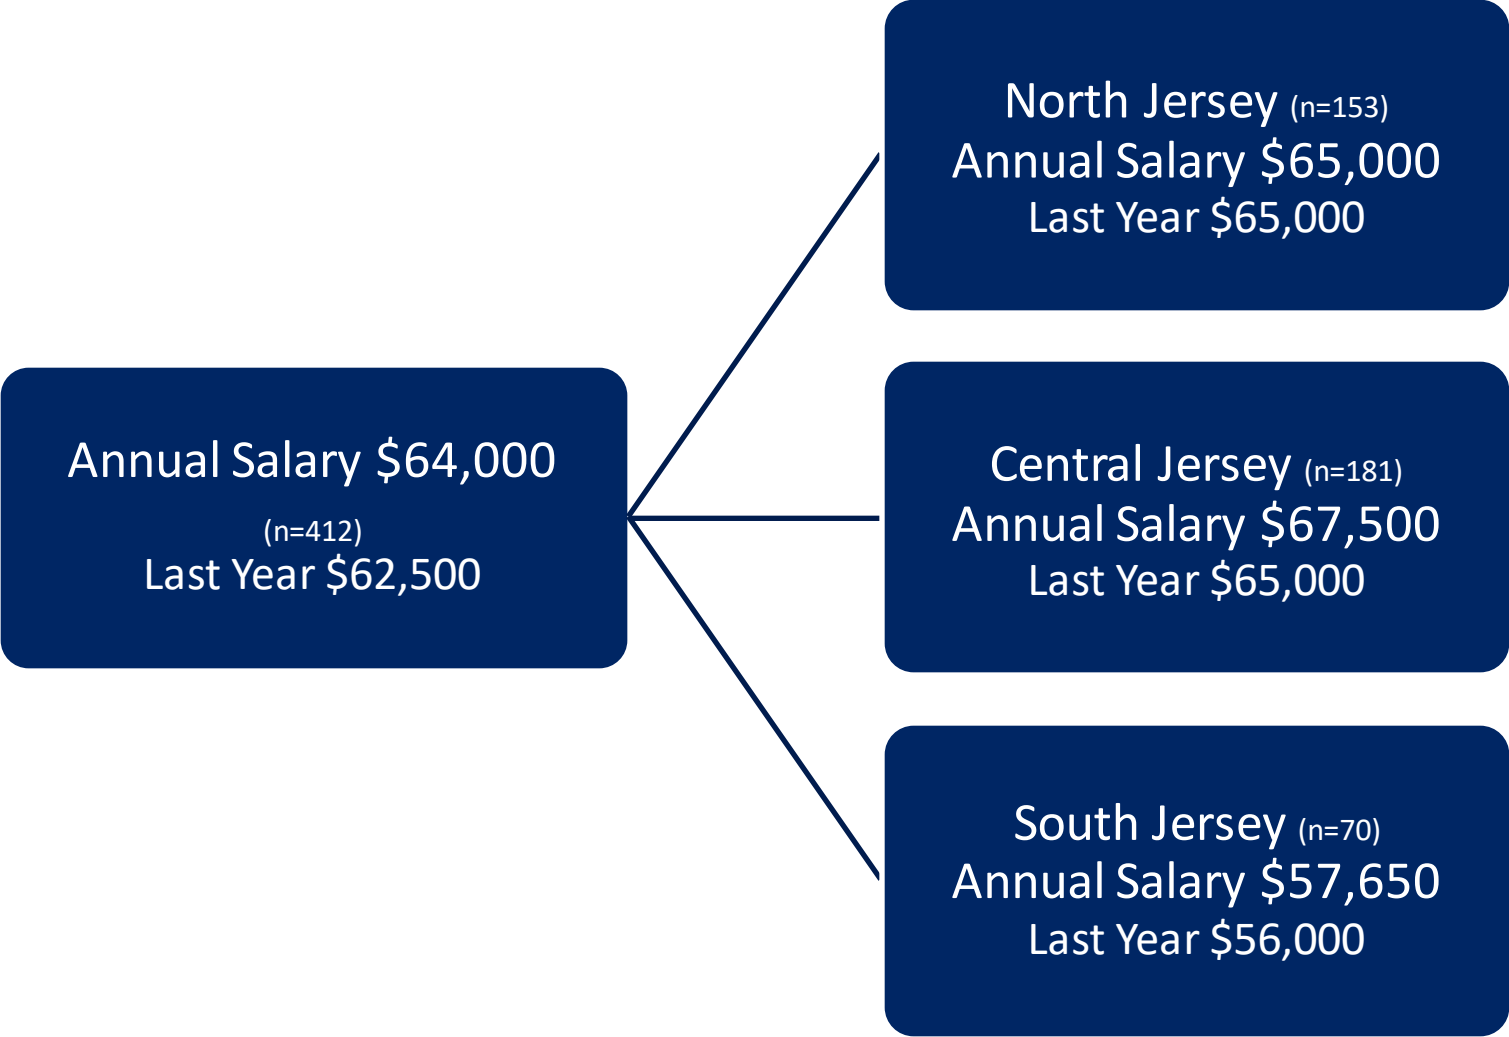 Annual Salary $64,000
(n=412)
Last Year $62,500
North Jersey (n=153)
Annual Salary $65,000
Last Year $65,000
Central Jersey (n=181)
Annual Salary $67,500
Last Year $65,000
South Jersey (n=70)
Annual Salary $57,650
Last Year $56,000